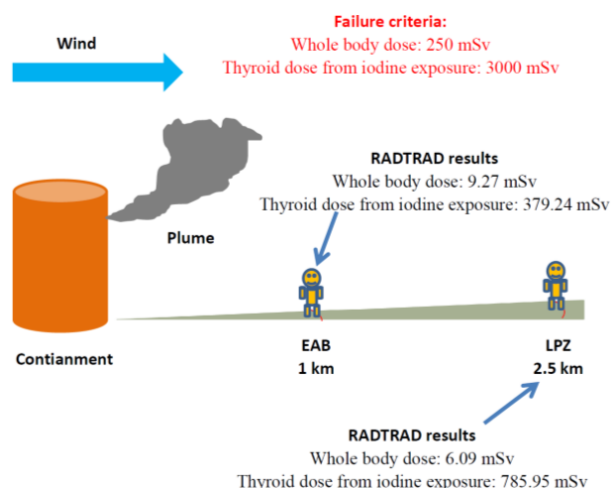 Failure criteria:
Wind
Whole body dose: 250 mSv
Thyroid dose from iodine exposure: 3000 mSv
RADTRAD results
Whole body dose: 9.27 mSv
Thyroid dose from iodine exposure: 379.24 mSv
Plume
Contianment
EAB
1 km
LPZ
2.5 km
RADTRAD results
Whole body dose: 6.09 mSv
Thyroid dose from iodine exposure: 785.95 mSv